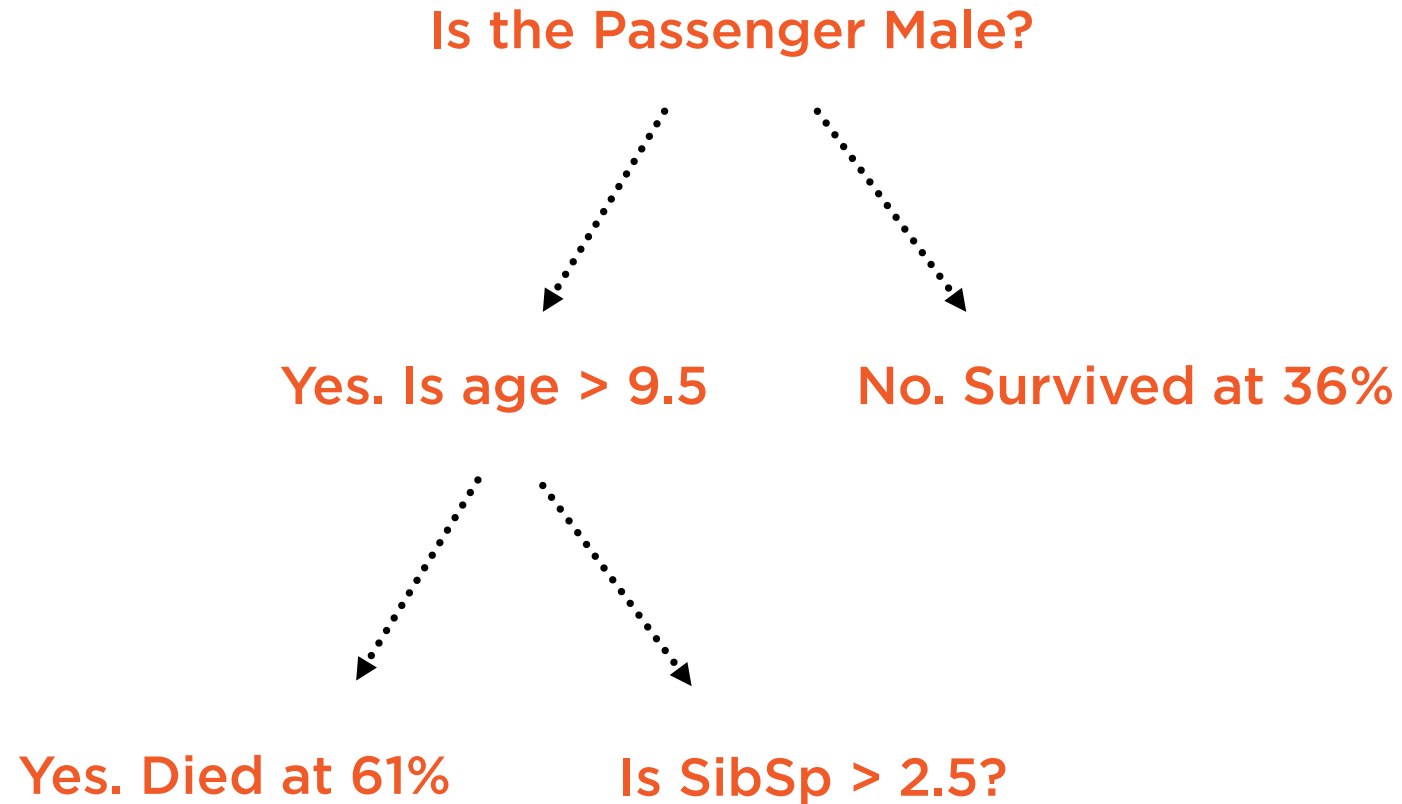 Is the Passenger Male?
Yes. Is age > 9.5
No. Survived at 36%
Yes. Died at 61%
Is SibSp > 2.5?